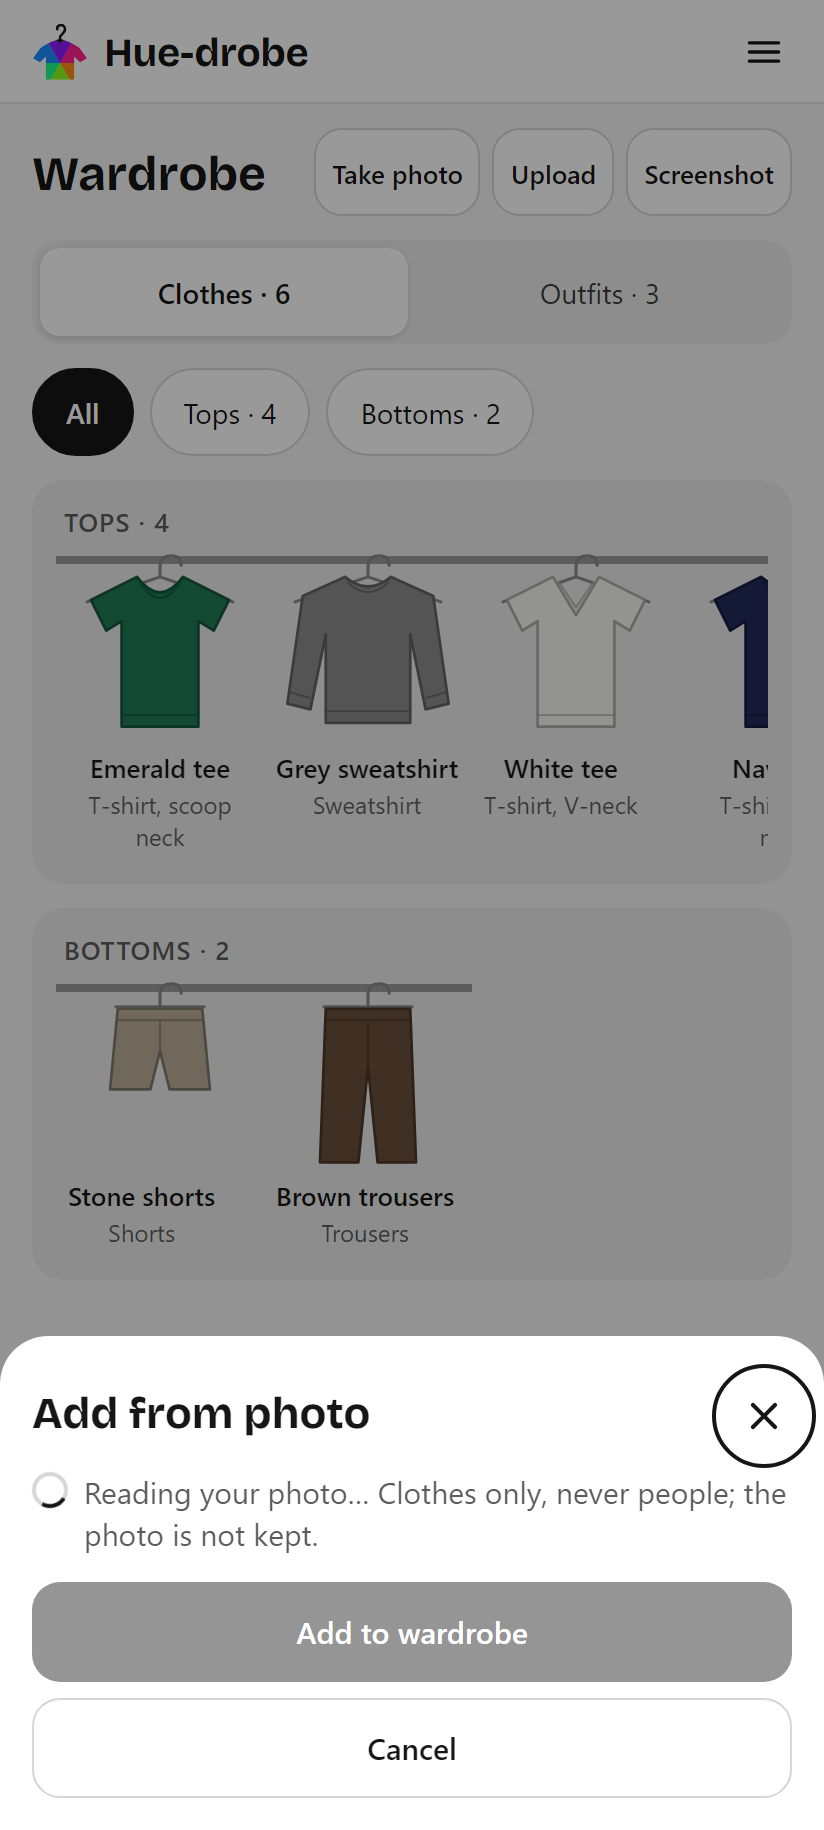 Hue-drobe
Wardrobe
Take photo
Upload
Screenshot
Clothes · 6
Outfits · 3
All
Tops · 4
Bottoms · 2
TOPS · 4
Emerald tee
T-shirt, scoop
neck
Grey sweatshirt
Sweatshirt
White tee
T-shirt, V-neck
BOTTOMS · 2
Stone shorts
Shorts
Brown trousers
Trousers
Add from photo
Reading your photo... Clothes only, never people; the
photo is not kept.
Add to wardrobe
Cancel